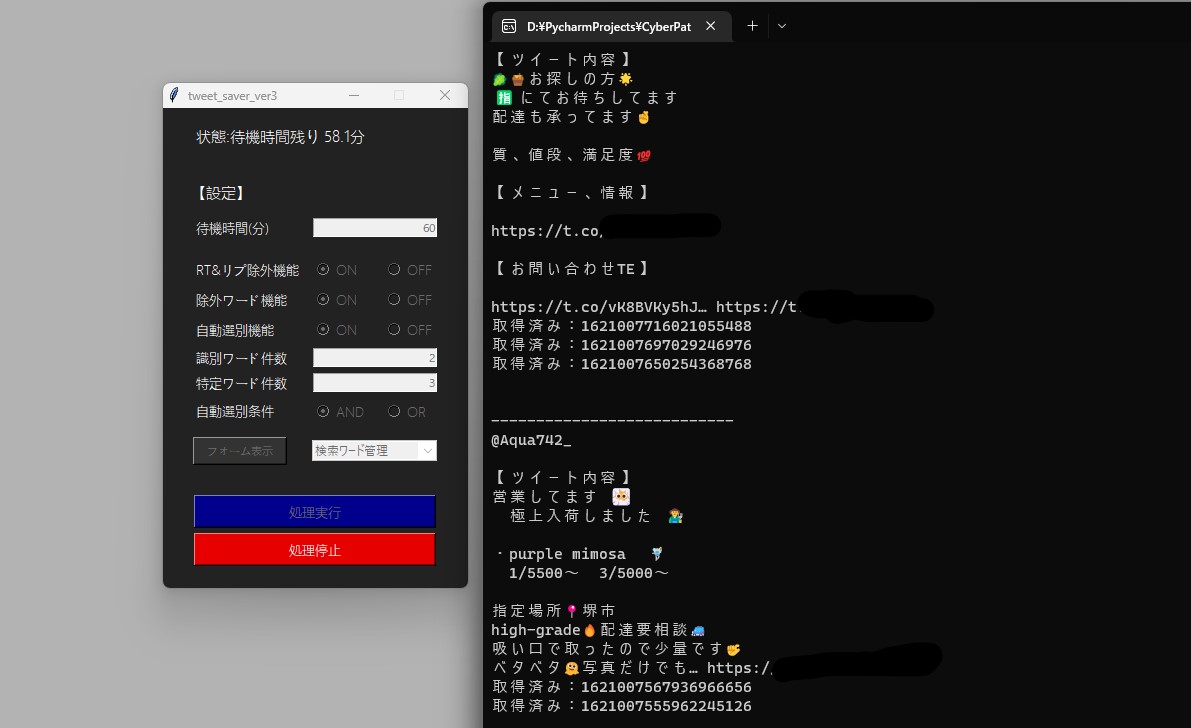 tweet_saver_ver3
状態:待機時間残り 58.1分
【設定】
待機時間(分) 60
RT&リプ除外機能 ON OFF
除外ワード機能 ON OFF
自動選別機能 ON OFF
識別ワード件数 2
特定ワード件数 3
自動選別条件 AND OR
フォーム表示 検索ワード管理
処理実行
処理停止
D:¥PycharmProjects¥CyberPat
【 ツイート内容 】
🥦🌰お探しの方🌟
🈯 にてお待ちしてます
配達も承ってます
質、値段、満足度💯
【 メニュー、情報 】
https://t.co/
【 お問い合わせTE 】
https://t.co/vK8BVKy5hJ… https://t.
取得済み：1621007716021055488
取得済み：1621007697029246976
取得済み：1621007650254368768
---------------------------
@Aqua742_
【 ツイート内容 】
営業してます
極上入荷しました
・purple mimosa
1/5500〜 3/5000〜
指定場所📍堺市
high-grade🔥配達要相談🚙
吸い口で取ったので少量です
ベタベタ🫠写真だけでも… https:/
取得済み：1621007567936966656
取得済み：1621007555962245126